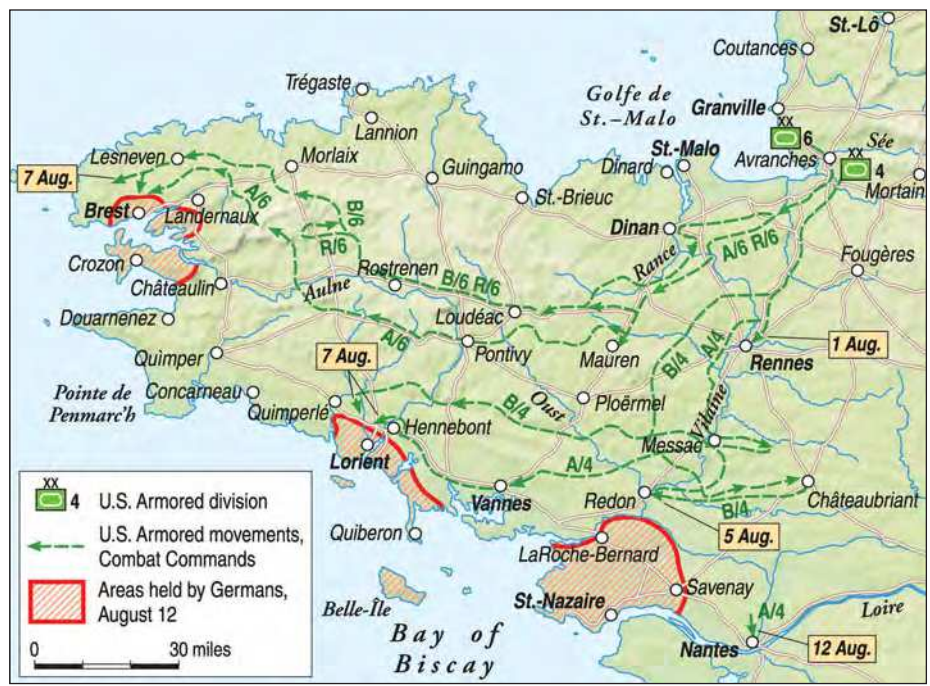 St.-Lô
Coutances
Trégaste
Golfe de
St.–Malo
Granville
XX
6
Sée
Lannion
Lesneven
Morlaix
Guingamo
St.-Malo
Dinard
Avranches
XX
4
Mortain
7 Aug.
A/6
B/6
St.-Brieuc
Brest
Landernaux
R/6
Dinan
A/6 R/6
Fougères
Crozon
Rance
Rostrenen
B/6 R/6
Châteaulin
Aulne
Loudéac
Douarnenez
A/6
7 Aug.
Pontivy
Mauren
B/4
A/4
Rennes
1 Aug.
Quimper
Pointe de
Penmarc'h
Concarneau
Quimperlé
B/4
Oust
Ploërmel
Vilaine
Hennebont
Messac
Lorient
A/4
Vannes
Redon
B/4
Châteaubriant
Quiberon
5 Aug.
LaRoche-Bernard
Belle-Île
St.-Nazaire
Savenay
A/4
Loire
Bay of
Biscay
Nantes
12 Aug.
XX
4
U.S. Armored division
U.S. Armored movements,
Combat Commands
Areas held by Germans,
August 12
0
30 miles